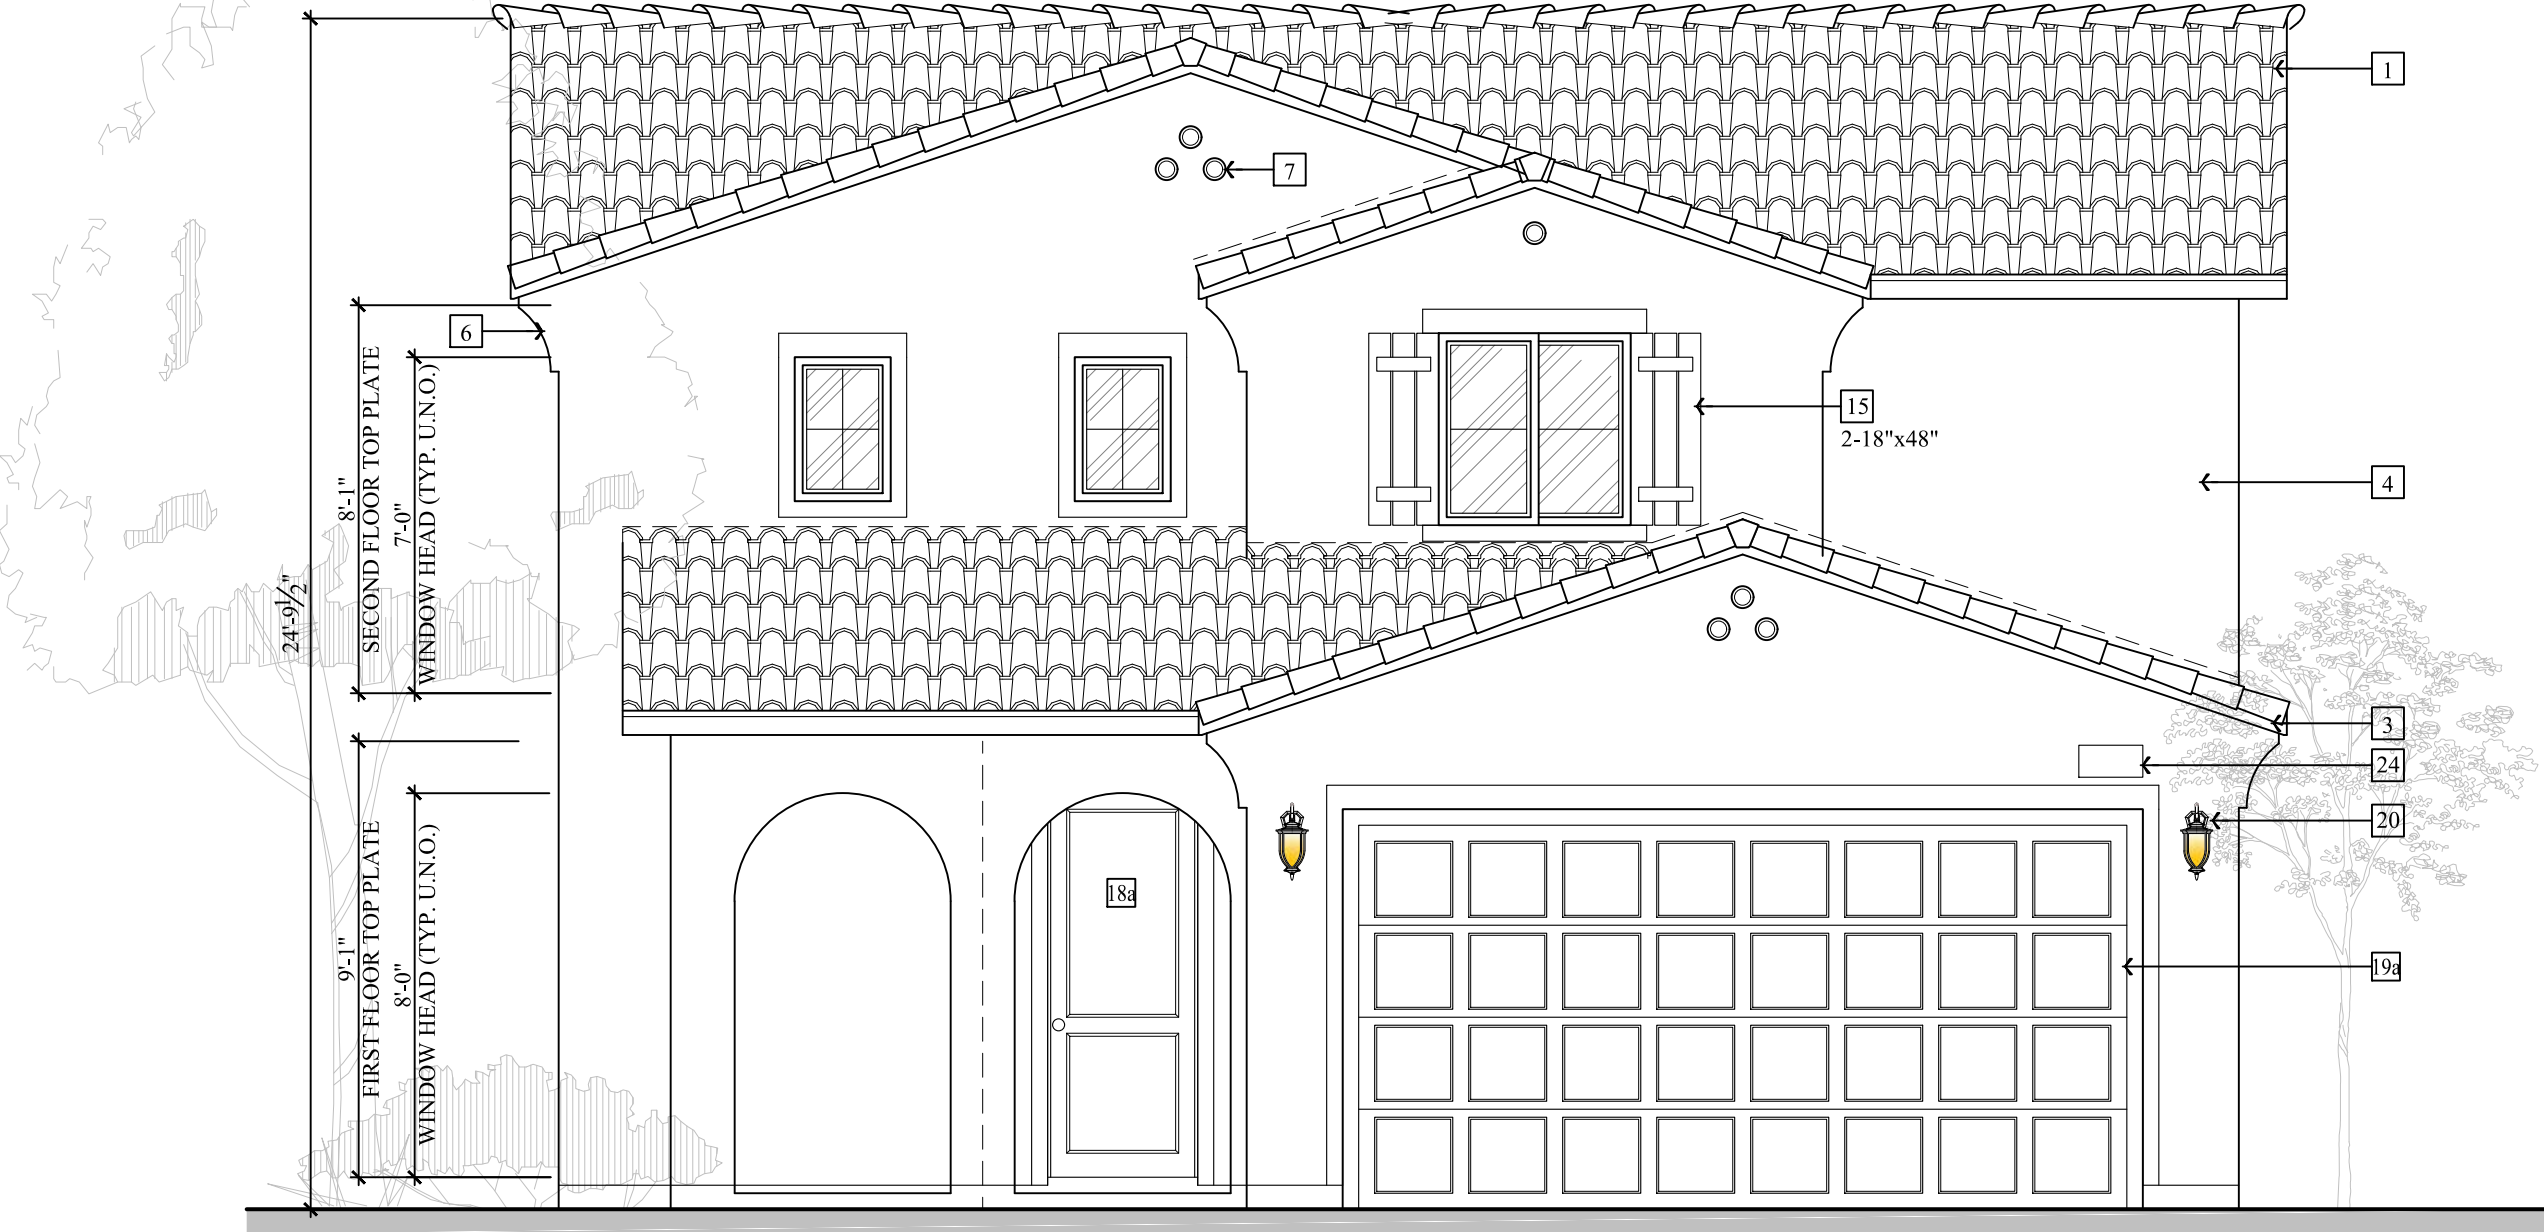 1
7
6
15
2-18"x48"
4
24'-9½"
8'-1"
SECOND FLOOR TOP PLATE
7'-0"
WINDOW HEAD (TYP. U.N.O.)
3
24
20
9'-1"
FIRST FLOOR TOP PLATE
8'-0"
WINDOW HEAD (TYP. U.N.O.)
18a
19a